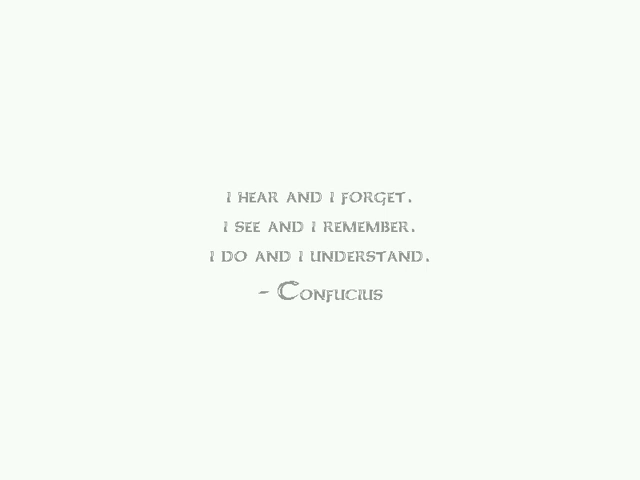 I HEAR AND I FORGET.
I SEE AND I REMEMBER.
I DO AND I UNDERSTAND.
- CONFUCIUS